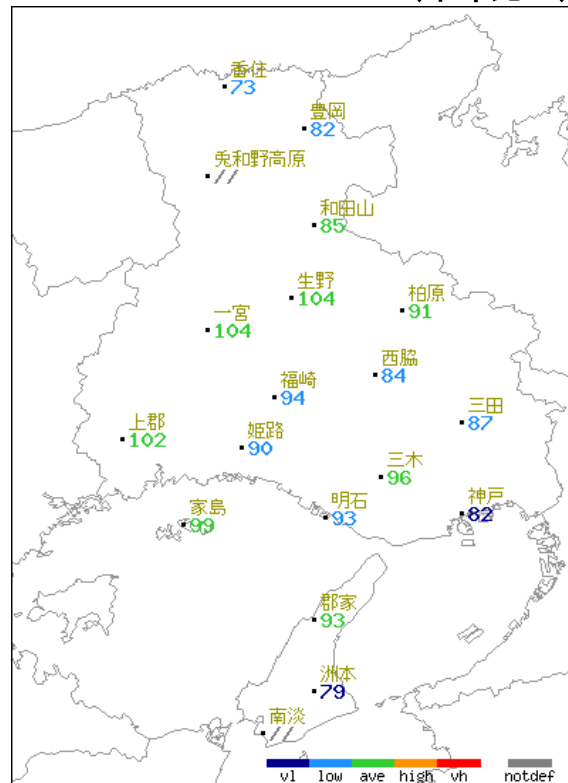 香住
73
豊岡
82
兎和野高原
//
和田山
85
生野
104
柏原
91
一宮
104
西脇
84
福崎
94
三田
87
上郡
102
姫路
90
三木
96
神戸
82
家島
99
明石
93
郡家
93
洲本
79
南淡
//
vl low ave high vh notdef